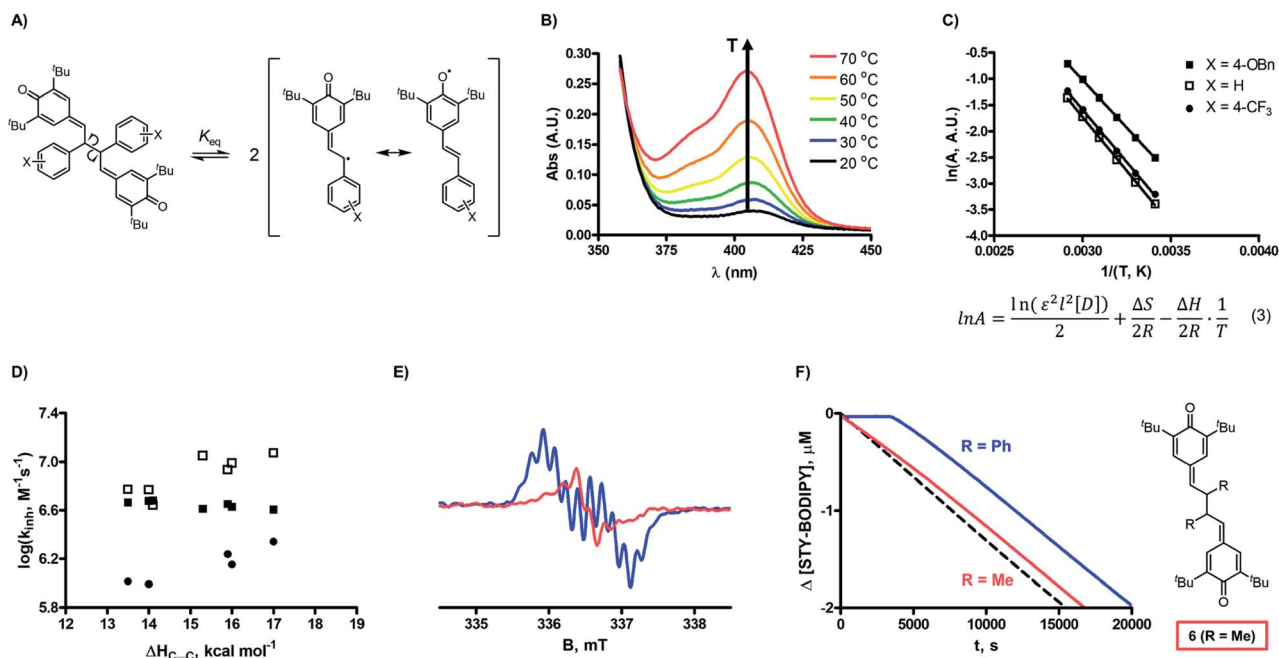 A)
O
tBu
tBu
X
X
tBu
O
tBu
Keq
2
O
tBu
tBu
X
O•
tBu
tBu
X
B)
Abs (A.U.)
0.30
0.25
0.20
0.15
0.10
0.05
0.00
350
375
400
425
450
λ (nm)
T
70 °C
60 °C
50 °C
40 °C
30 °C
20 °C
C)
ln(A, A.U.)
0.0
-0.5
-1.0
-1.5
-2.0
-2.5
-3.0
-3.5
-4.0
0.0025
0.0030
0.0035
0.0040
1/(T, K)
X = 4-OBn
X = H
X = 4-CF3
lnA = ln(ε²l²[D])/2 + ΔS/2R − ΔH/2R · 1/T (3)
D)
log(kinh, M-1s-1)
7.4
7.0
6.6
6.2
5.8
12
13
14
15
16
17
18
19
ΔHC–C, kcal mol-1
E)
335
336
337
338
B, mT
F)
Δ [STY-BODIPY], μM
0
-1
-2
0
5000
10000
15000
20000
t, s
R = Ph
R = Me
O
tBu
tBu
R
R
tBu
tBu
O
6 (R = Me)